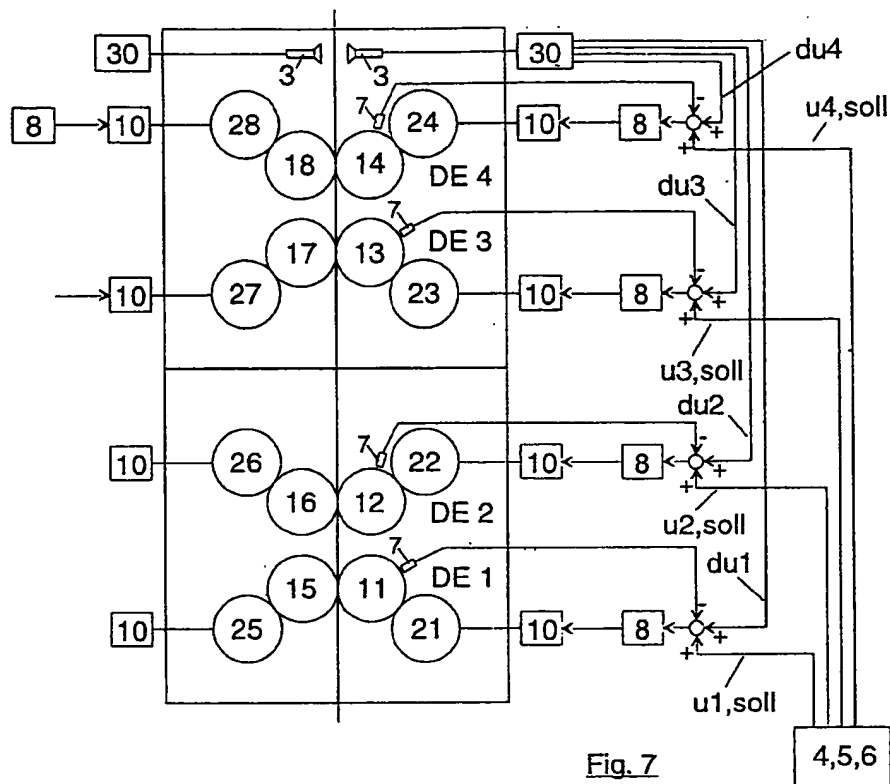 30 3 3 30 du4
8 10 28 7 24 10 8 - + +
u4,soll
18 14 DE 4
du3
17 7 13 DE 3
10 27 23 10 8 - + +
u3,soll
du2
10 26 7 22 10 8 - + +
16 12 DE 2
u2,soll
15 7 11 DE 1
du1
10 25 21 10 8 - + +
u1,soll
Fig. 7
4,5,6